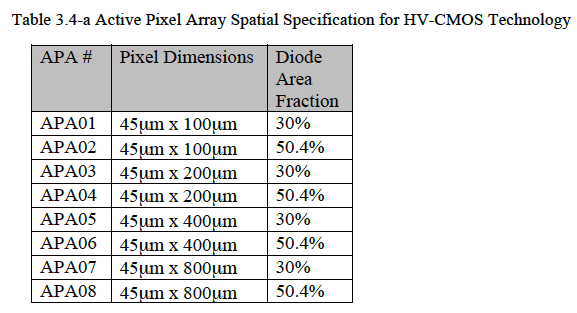 Table 3.4-a Active Pixel Array Spatial Specification for HV-CMOS Technology
APA # Pixel Dimensions Diode
Area
Fraction
APA01 45µm x 100µm 30%
APA02 45µm x 100µm 50.4%
APA03 45µm x 200µm 30%
APA04 45µm x 200µm 50.4%
APA05 45µm x 400µm 30%
APA06 45µm x 400µm 50.4%
APA07 45µm x 800µm 30%
APA08 45µm x 800µm 50.4%